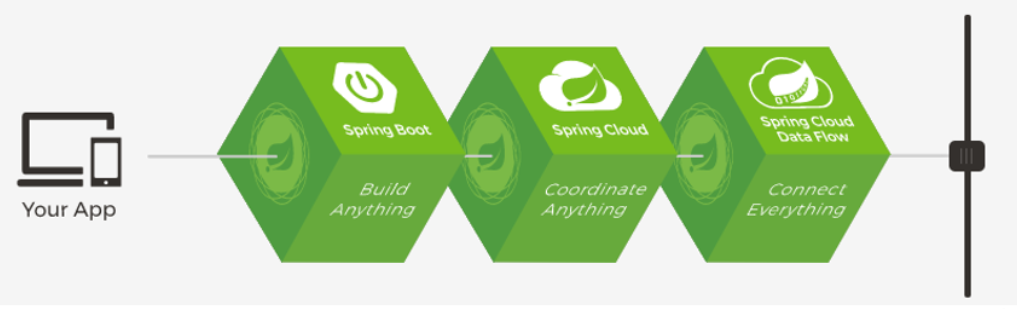 Your App
Spring Boot
Build
Anything
Spring Cloud
Coordinate
Anything
Spring Cloud
Data Flow
Connect
Everything